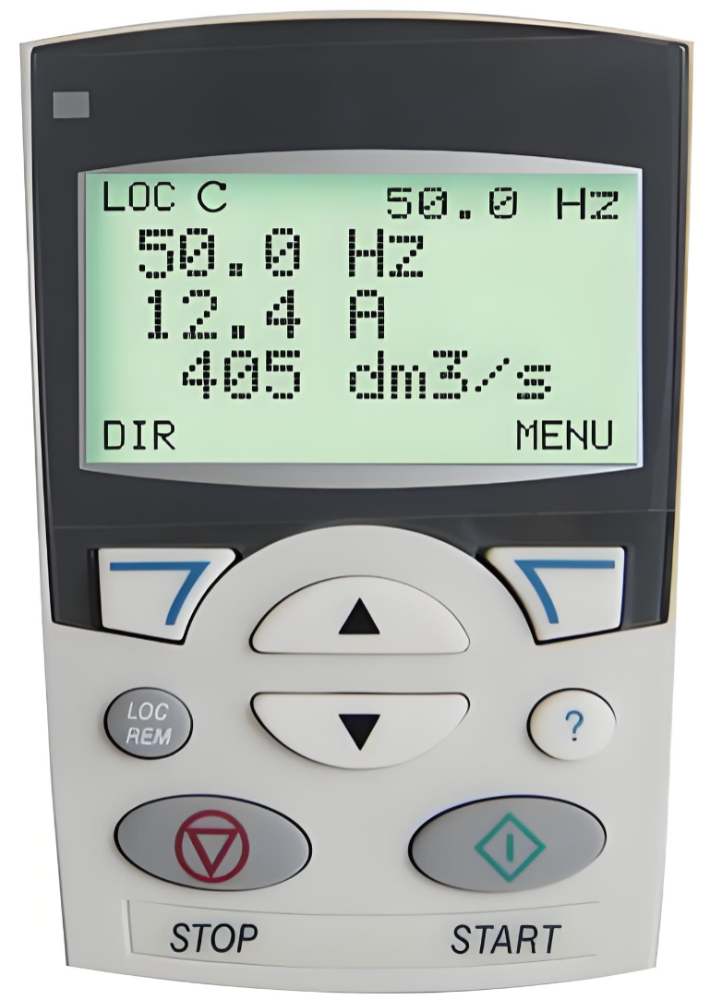 LOC ↻ 50.0 Hz
50.0 Hz
12.4 A
405 dm3/s
DIR MENU
LOC
REM
?
STOP START